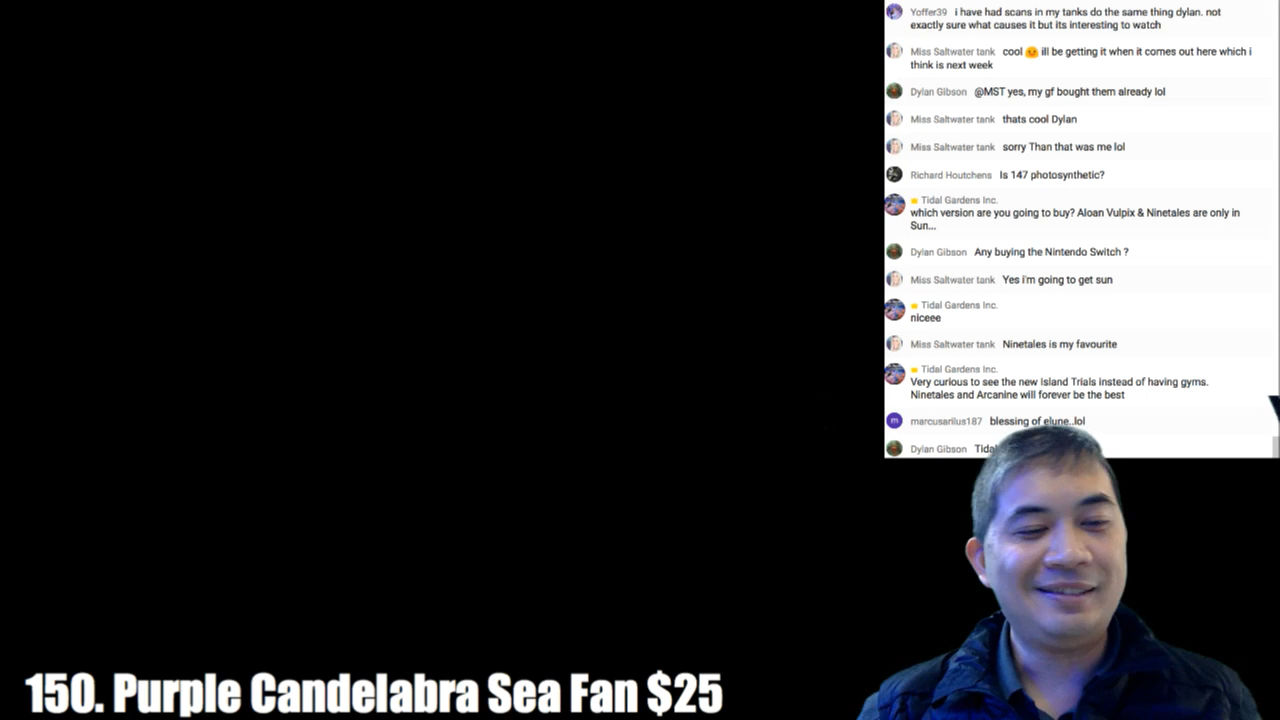 Yoffer39 i have had scans in my tanks do the same thing dylan. not
exactly sure what causes it but its interesting to watch
Miss Saltwater tank cool ill be getting it when it comes out here which i
think is next week
Dylan Gibson @MST yes, my gf bought them already lol
Miss Saltwater tank thats cool Dylan
Miss Saltwater tank sorry Than that was me lol
Richard Houtchens Is 147 photosynthetic?
Tidal Gardens Inc.
which version are you going to buy? Aloan Vulpix & Ninetales are only in
Sun...
Dylan Gibson Any buying the Nintendo Switch ?
Miss Saltwater tank Yes i'm going to get sun
Tidal Gardens Inc.
niceee
Miss Saltwater tank Ninetales is my favourite
Tidal Gardens Inc.
Very curious to see the new Island Trials instead of having gyms.
Ninetales and Arcanine will forever be the best
m marcusarilus187 blessing of elune..lol
Dylan Gibson Tidal
150. Purple Candelabra Sea Fan $25